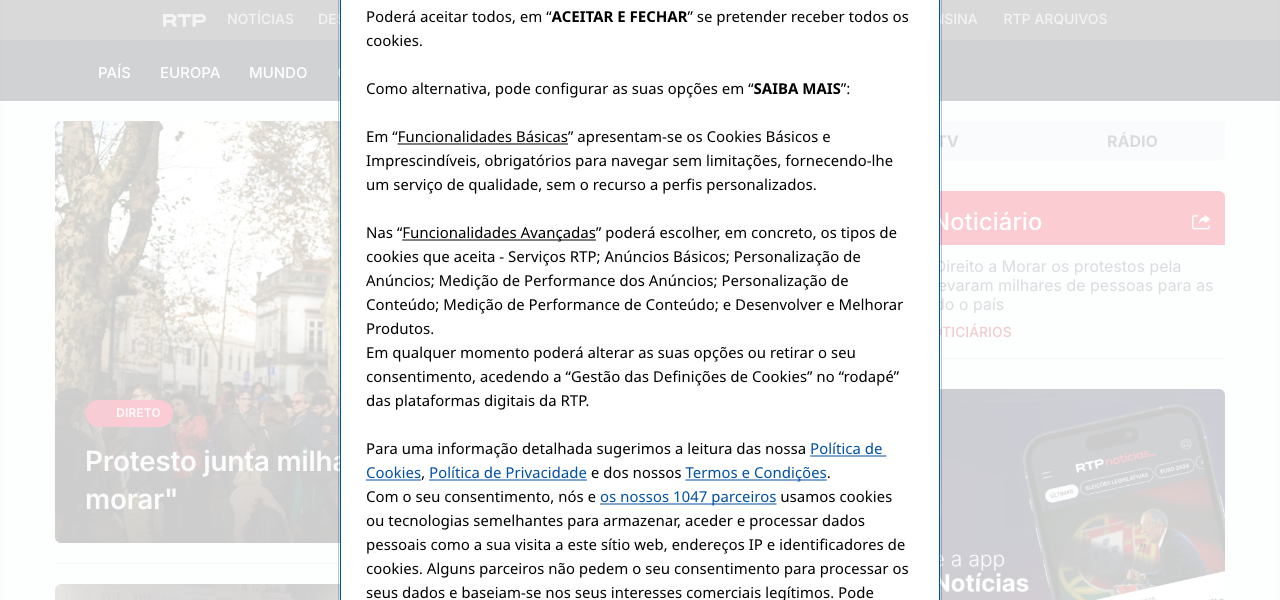 RTP NOTÍCIAS
RTP ARQUIVOS
PAÍS EUROPA MUNDO
Poderá aceitar todos, em “ACEITAR E FECHAR” se pretender receber todos os
cookies.
Como alternativa, pode configurar as suas opções em “SAIBA MAIS”:
Em “Funcionalidades Básicas” apresentam-se os Cookies Básicos e
Imprescindíveis, obrigatórios para navegar sem limitações, fornecendo-lhe
um serviço de qualidade, sem o recurso a perfis personalizados.
Nas “Funcionalidades Avançadas” poderá escolher, em concreto, os tipos de
cookies que aceita - Serviços RTP; Anúncios Básicos; Personalização de
Anúncios; Medição de Performance dos Anúncios; Personalização de
Conteúdo; Medição de Performance de Conteúdo; e Desenvolver e Melhorar
Produtos.
Em qualquer momento poderá alterar as suas opções ou retirar o seu
consentimento, acedendo a “Gestão das Definições de Cookies” no “rodapé”
das plataformas digitais da RTP.
Para uma informação detalhada sugerimos a leitura das nossa Política de
Cookies, Política de Privacidade e dos nossos Termos e Condições.
Com o seu consentimento, nós e os nossos 1047 parceiros usamos cookies
ou tecnologias semelhantes para armazenar, aceder e processar dados
pessoais como a sua visita a este sítio web, endereços IP e identificadores de
cookies. Alguns parceiros não pedem o seu consentimento para processar os
seus dados e baseiam-se nos seus interesses comerciais legítimos. Pode
DIRETO
Protesto junta milha
morar"
TV RÁDIO
Noticiário
Direito a Morar os protestos pela
evaram milhares de pessoas para as
do o país
OTICIÁRIOS
RTP notícias
ÚLTIMAS ELEIÇÕES LEGISLATIVAS EURO 2024
e a app
Notícias